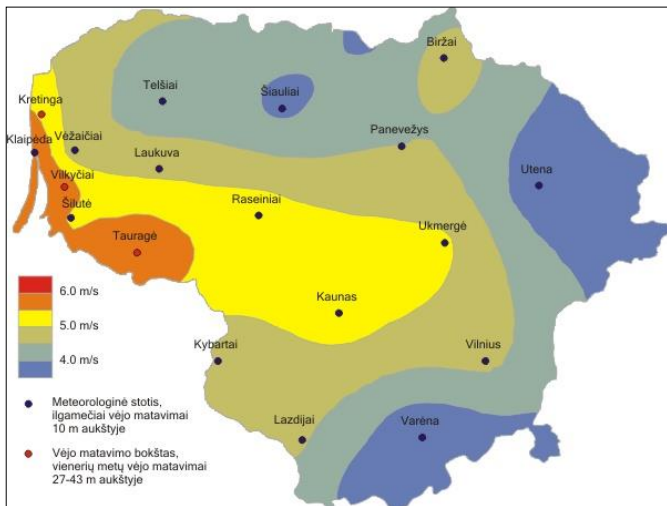 Biržai
Telšiai
Šiauliai
Kretinga
Panevežys
Klaipėda
Vėžaičiai
Laukuva
Vilkyčiai
Utena
Raseiniai
Šilutė
Ukmergė
Tauragė
6.0 m/s
Kaunas
5.0 m/s
Kybartai
Vilnius
4.0 m/s
Meteorologinė stotis,
ilgamečiai vėjo matavimai
10 m aukštyje
Lazdijai
Varėna
Vėjo matavimo bokštas,
vienerių metų vėjo matavimai
27-43 m aukštyje